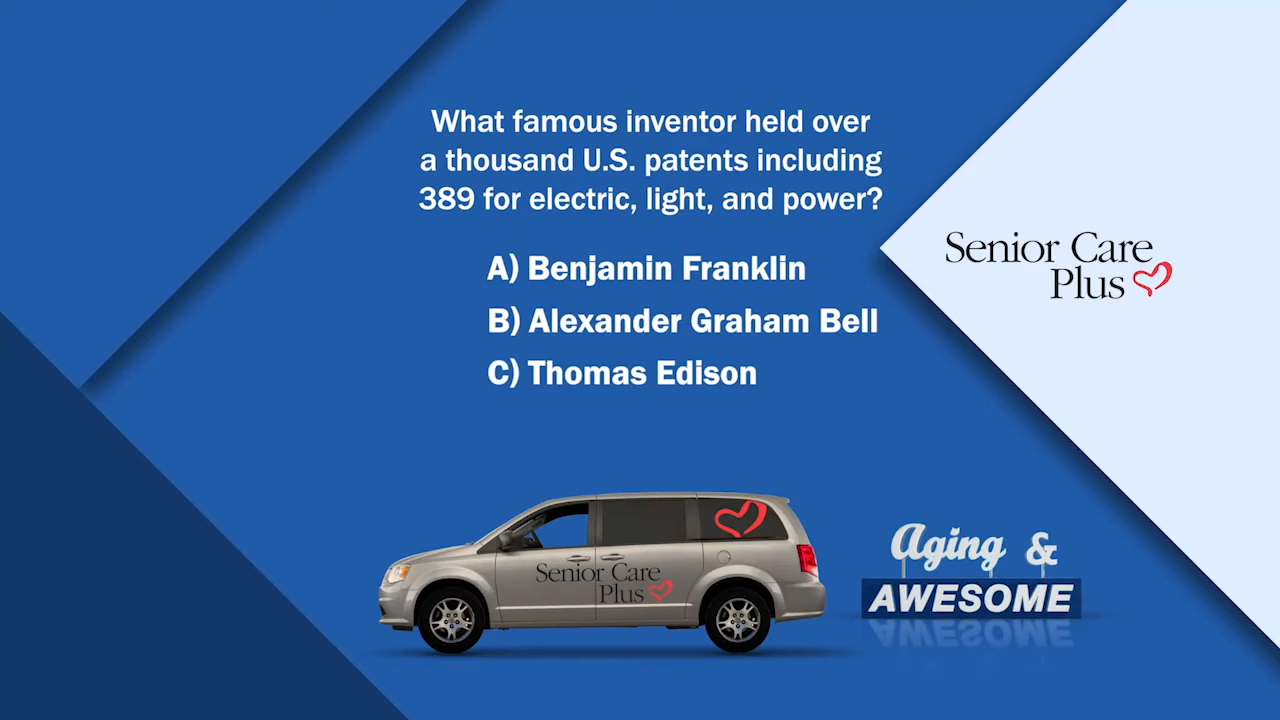 What famous inventor held over
a thousand U.S. patents including
389 for electric, light, and power?
A) Benjamin Franklin
B) Alexander Graham Bell
C) Thomas Edison
Senior Care
Plus
Senior Care
Plus
Aging &
AWESOME